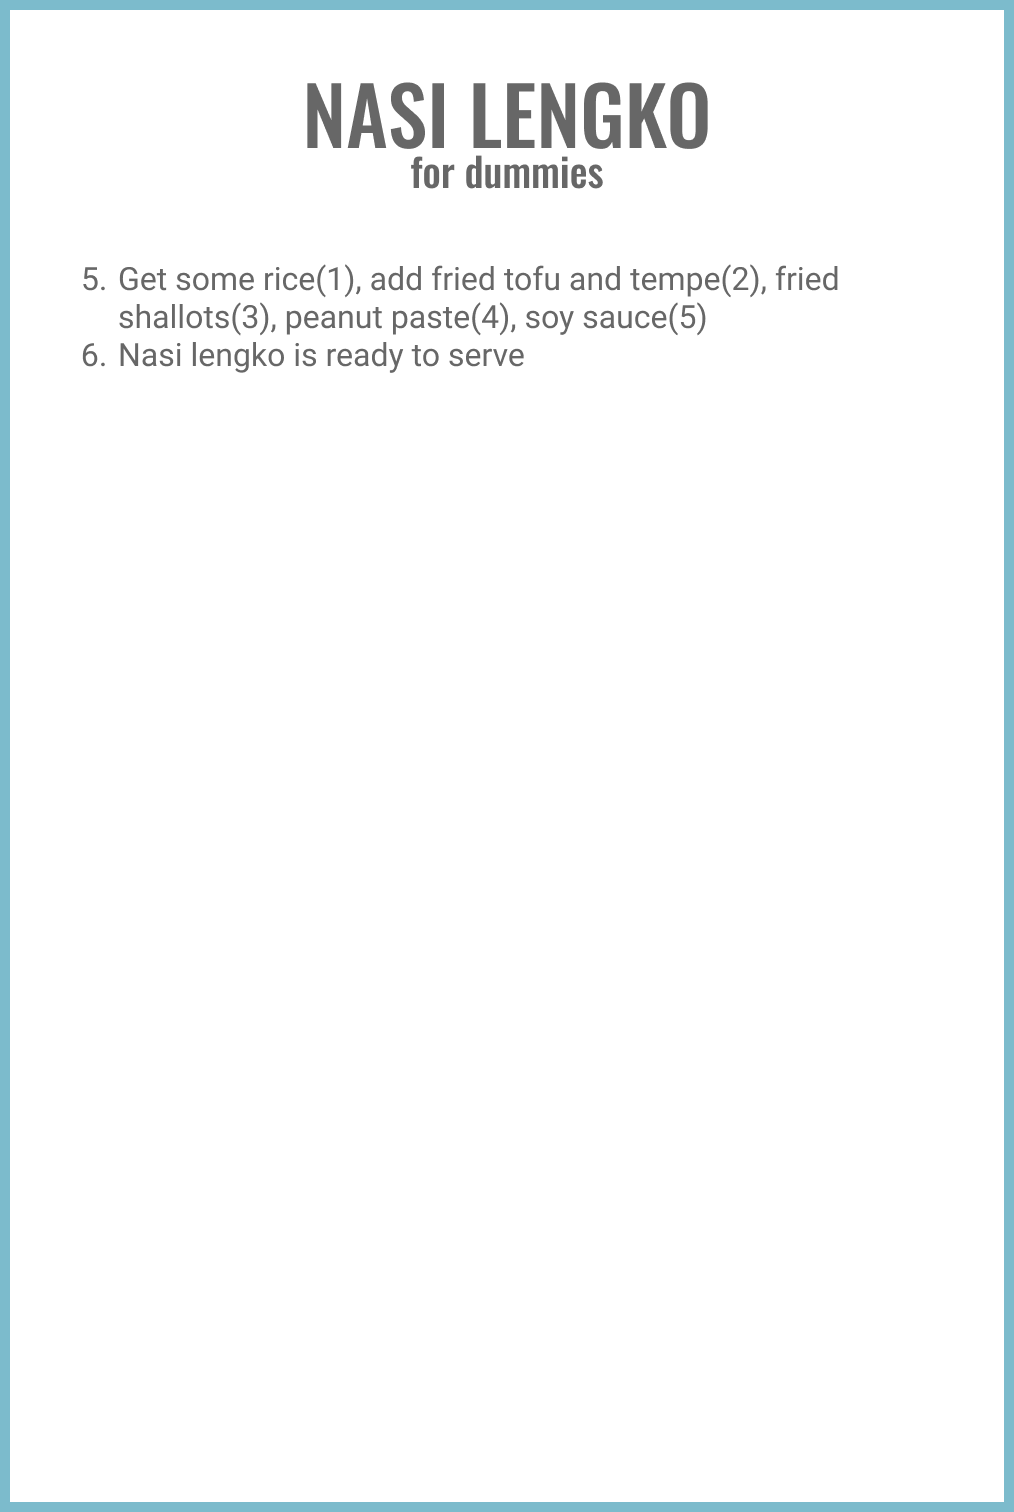 NASI LENGKO
for dummies
5. Get some rice(1), add fried tofu and tempe(2), fried
shallots(3), peanut paste(4), soy sauce(5)
6. Nasi lengko is ready to serve